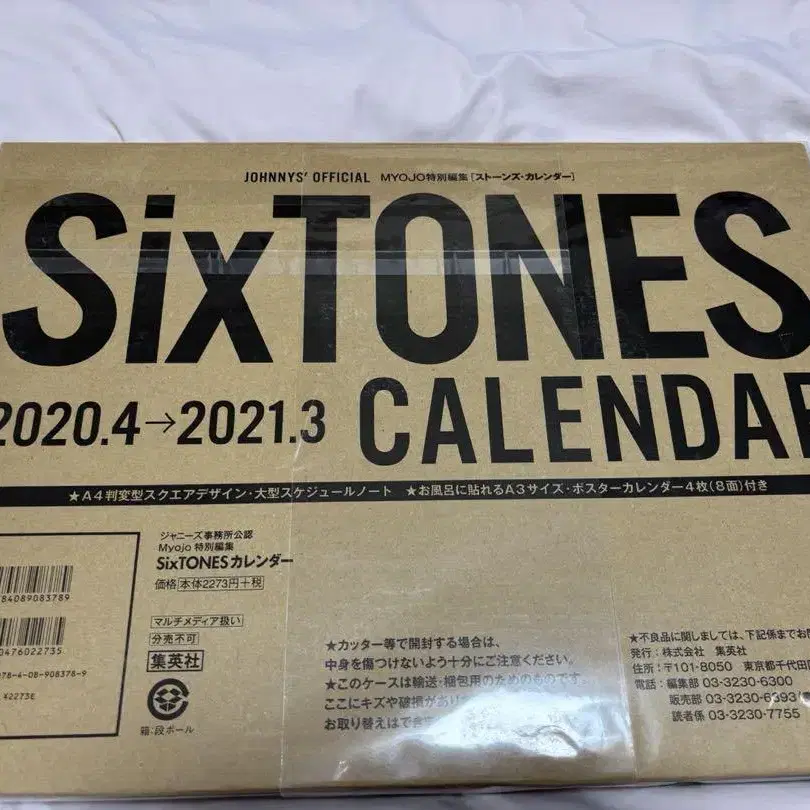 JOHNNYS' OFFICIAL MYOJO特別編集[ストーンズ・カレンダー]
SixTONES
2020.4→2021.3 CALENDAR
★A4判変型スクエアデザイン・大型スケジュールノート ★お風呂に貼れるA3サイズ・ポスターカレンダー4枚(8面)付き
ジャニーズ事務所公認
Myojo 特別編集
SixTONESカレンダー
価格 本体2273円+税
マルチメディア扱い
分売不可
集英社
箱:段ボール
784089083789
0476022735
978-4-08-908378-9
¥2273E
★カッター等で開封する場合は、
中身を傷つけないよう十分にご注意ください。
★このケースは輸送・梱包用のためのものです。
ここにキズや破損があり
お取り替えはでき
★不良品に関しましては、下記係までお
発行:株式会社 集英社
住所:〒101-8050 東京都千代田
電話:編集部 03-3230-6300
販売部 03-3230-6393
読者係 03-3230-7755